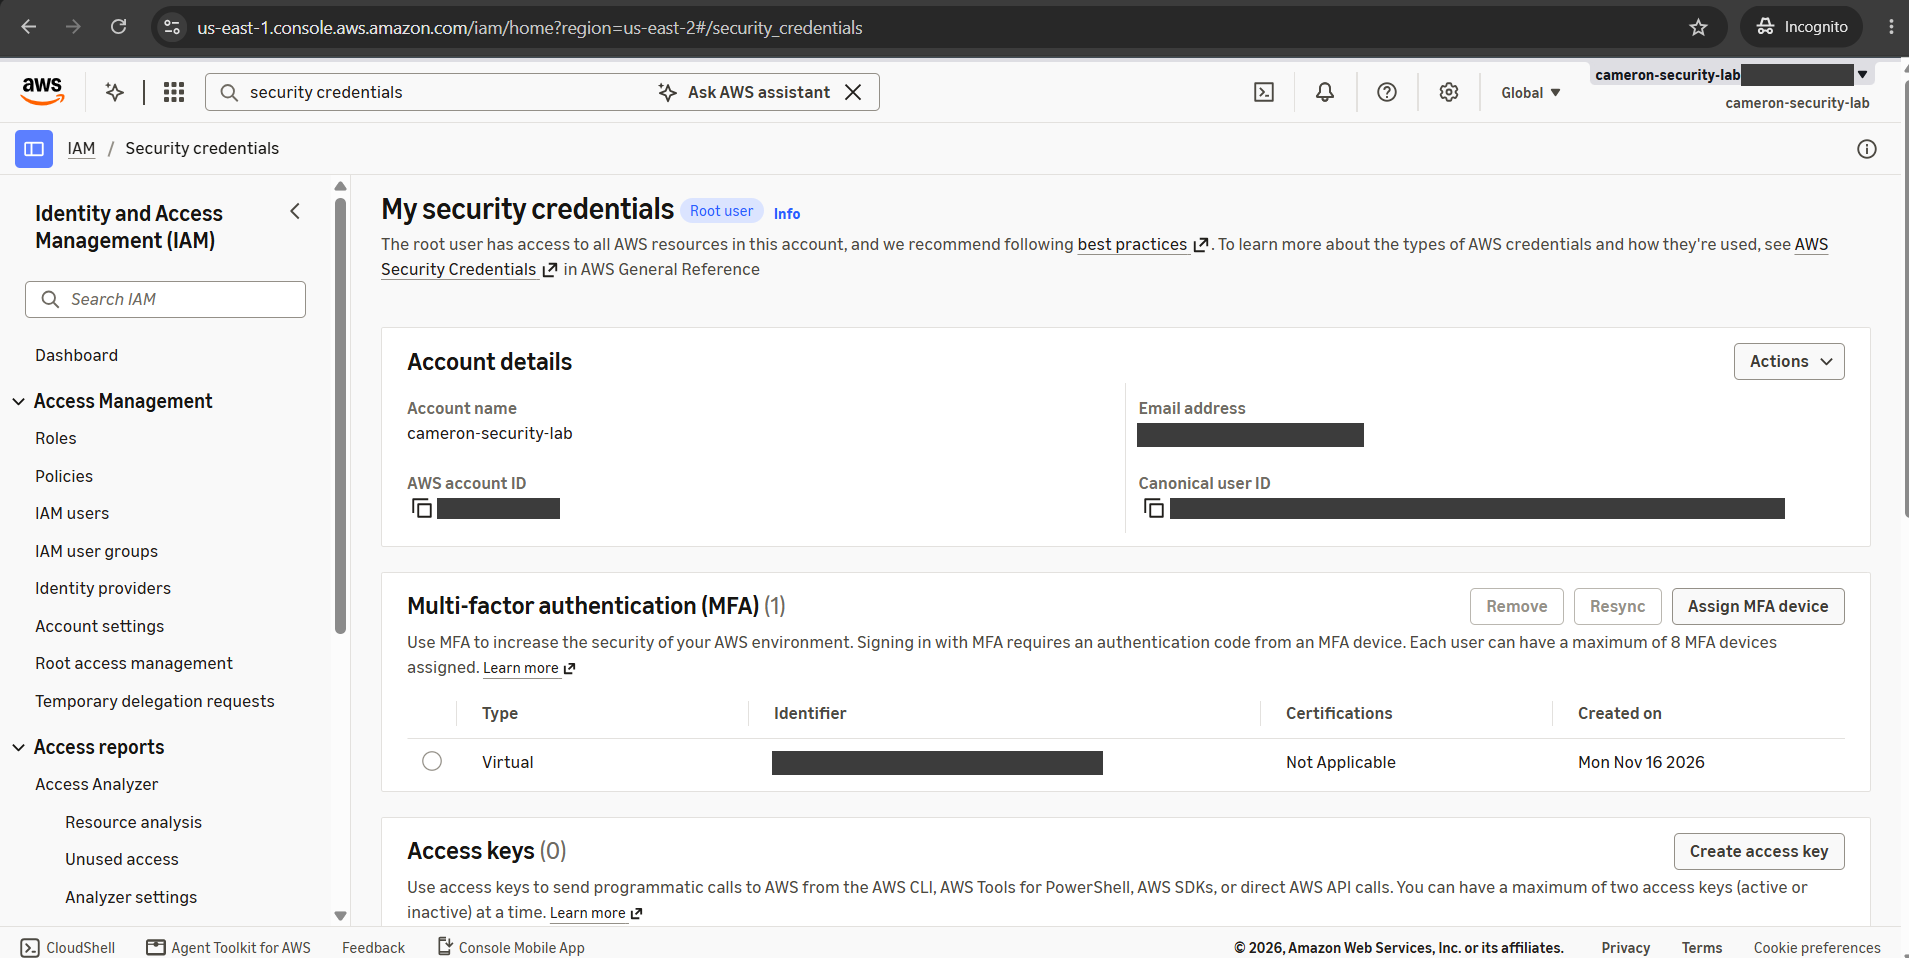 us-east-1.console.aws.amazon.com/iam/home?region=us-east-2#/security_credentials
Incognito
aws
security credentials
Ask AWS assistant
Global
cameron-security-lab
cameron-security-lab
IAM / Security credentials
Identity and Access
Management (IAM)
Search IAM
Dashboard
Access Management
Roles
Policies
IAM users
IAM user groups
Identity providers
Account settings
Root access management
Temporary delegation requests
Access reports
Access Analyzer
Resource analysis
Unused access
Analyzer settings
My security credentials Root user Info
The root user has access to all AWS resources in this account, and we recommend following best practices. To learn more about the types of AWS credentials and how they're used, see AWS
Security Credentials in AWS General Reference
Account details
Actions
Account name
cameron-security-lab
Email address
AWS account ID
Canonical user ID
Multi-factor authentication (MFA) (1)
Remove
Resync
Assign MFA device
Use MFA to increase the security of your AWS environment. Signing in with MFA requires an authentication code from an MFA device. Each user can have a maximum of 8 MFA devices
assigned. Learn more
Type Identifier Certifications Created on
Virtual Not Applicable Mon Nov 16 2026
Access keys (0)
Create access key
Use access keys to send programmatic calls to AWS from the AWS CLI, AWS Tools for PowerShell, AWS SDKs, or direct AWS API calls. You can have a maximum of two access keys (active or
inactive) at a time. Learn more
CloudShell Agent Toolkit for AWS Feedback Console Mobile App
© 2026, Amazon Web Services, Inc. or its affiliates. Privacy Terms Cookie preferences